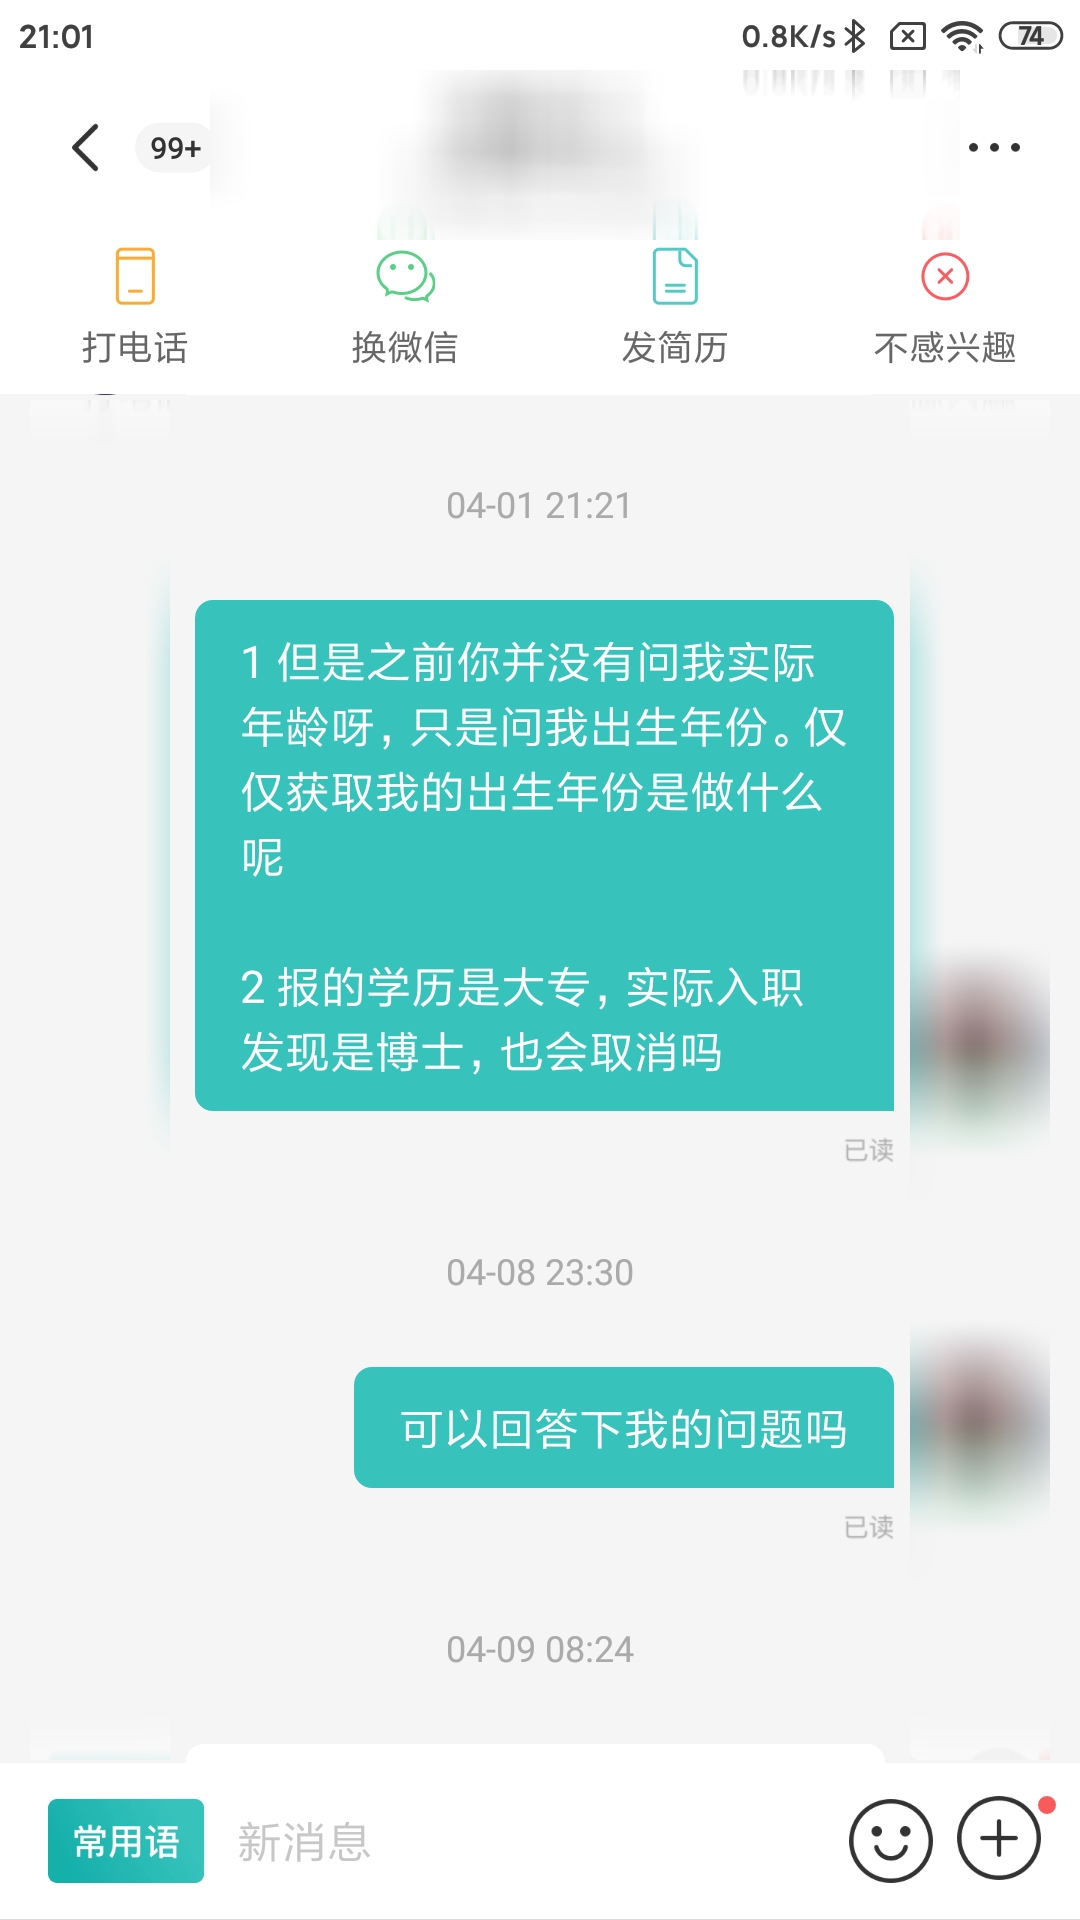 21:01
0.8K/s
74
99+
打电话
换微信
发简历
不感兴趣
04-01 21:21
1 但是之前你并没有问我实际
年龄呀，只是问我出生年份。仅
仅获取我的出生年份是做什么
呢
2 报的学历是大专，实际入职
发现是博士，也会取消吗
已读
04-08 23:30
可以回答下我的问题吗
已读
04-09 08:24
常用语
新消息